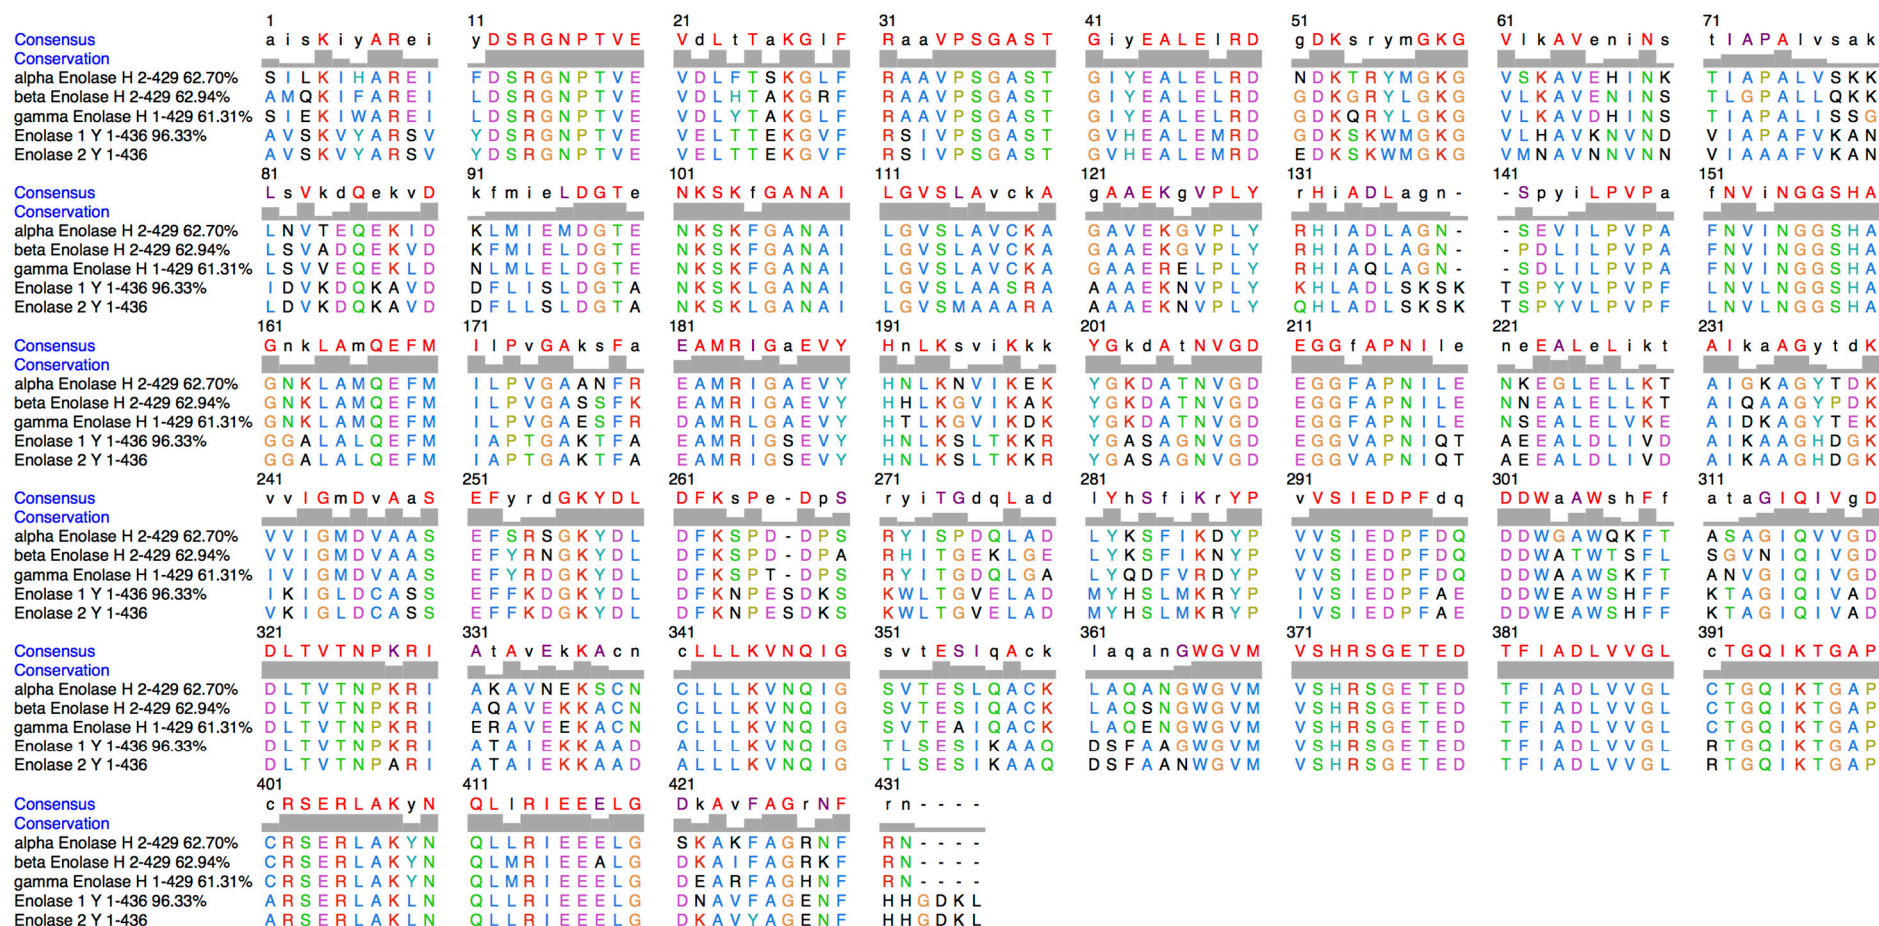 1 11 21 31 41 51 61 71
Consensus a i s K i y A R e i y D S R G N P T V E V d L t T a K G l F R a a V P S G A S T G i y E A L E l R D g D K s r y m G K G V l k A V e n i N s t I A P A l v s a k
Conservation
alpha Enolase H 2-429 62.70% S I L K I H A R E I F D S R G N P T V E V D L F T S K G L F R A A V P S G A S T G I Y E A L E L R D N D K T R Y M G K G V S K A V E H I N K T I A P A L V S K K
beta Enolase H 2-429 62.94% A M Q K I F A R E I L D S R G N P T V E V D L H T A K G R F R A A V P S G A S T G I Y E A L E L R D G D K G R Y L G K G V L K A V E N I N S T L G P A L L Q K K
gamma Enolase H 1-429 61.31% S I E K I W A R E I L D S R G N P T V E V D L Y T A K G L F R A A V P S G A S T G I Y E A L E L R D G D K Q R Y L G K G V L K A V D H I N S T I A P A L I S S G
Enolase 1 Y 1-436 96.33% A V S K V Y A R S V Y D S R G N P T V E V E L T T E K G V F R S I V P S G A S T G V H E A L E M R D G D K S K W M G K G V L H A V K N V N D V I A P A F V K A N
Enolase 2 Y 1-436 A V S K V Y A R S V Y D S R G N P T V E V E L T T E K G V F R S I V P S G A S T G V H E A L E M R D E D K S K W M G K G V M N A V N N V N N V I A A A F V K A N
81 91 101 111 121 131 141 151
Consensus L s V k d Q e k v D k f m i e L D G T e N K S K f G A N A I L G V S L A v c k A g A A E K g V P L Y r H i A D L a g n - - S p y i L P V P a f N V i N G G S H A
Conservation
alpha Enolase H 2-429 62.70% L N V T E Q E K I D K L M I E M D G T E N K S K F G A N A I L G V S L A V C K A G A V E K G V P L Y R H I A D L A G N - - S E V I L P V P A F N V I N G G S H A
beta Enolase H 2-429 62.94% L S V A D Q E K V D K F M I E L D G T E N K S K F G A N A I L G V S L A V C K A G A A E K G V P L Y R H I A D L A G N - - P D L I L P V P A F N V I N G G S H A
gamma Enolase H 1-429 61.31% L S V V E Q E K L D N L M L E L D G T E N K S K F G A N A I L G V S L A V C K A G A A E R E L P L Y R H I A Q L A G N - - S D L I L P V P A F N V I N G G S H A
Enolase 1 Y 1-436 96.33% I D V K D Q K A V D D F L I S L D G T A N K S K L G A N A I L G V S L A A S R A A A A E K N V P L Y K H L A D L S K S K T S P Y V L P V P F L N V L N G G S H A
Enolase 2 Y 1-436 L D V K D Q K A V D D F L L S L D G T A N K S K L G A N A I L G V S M A A A R A A A A E K N V P L Y Q H L A D L S K S K T S P Y V L P V P F L N V L N G G S H A
161 171 181 191 201 211 221 231
Consensus G n k L A m Q E F M I l P v G A k s F a E A M R I G a E V Y H n L K s v i K k k Y G k d A t N V G D E G G f A P N I l e n e E A L e L i k t A I k a A G y t d K
Conservation
alpha Enolase H 2-429 62.70% G N K L A M Q E F M I L P V G A A N F R E A M R I G A E V Y H N L K N V I K E K Y G K D A T N V G D E G G F A P N I L E N K E G L E L L K T A I G K A G Y T D K
beta Enolase H 2-429 62.94% G N K L A M Q E F M I L P V G A S S F K E A M R I G A E V Y H H L K G V I K A K Y G K D A T N V G D E G G F A P N I L E N N E A L E L L K T A I Q A A G Y P D K
gamma Enolase H 1-429 61.31% G N K L A M Q E F M I L P V G A E S F R D A M R L G A E V Y H T L K G V I K D K Y G K D A T N V G D E G G F A P N I L E N S E A L E L V K E A I D K A G Y T E K
Enolase 1 Y 1-436 96.33% G G A L A L Q E F M I A P T G A K T F A E A M R I G S E V Y H N L K S L T K K R Y G A S A G N V G D E G G V A P N I Q T A E E A L D L I V D A I K A A G H D G K
Enolase 2 Y 1-436 G G A L A L Q E F M I A P T G A K T F A E A M R I G S E V Y H N L K S L T K K R Y G A S A G N V G D E G G V A P N I Q T A E E A L D L I V D A I K A A G H D G K
241 251 261 271 281 291 301 311
Consensus v v I G m D v A a S E F y r d G K Y D L D F K s P e - D p S r y i T G d q L a d l Y h S f i K r Y P v V S I E D P F d q D D W a A W s h F f a t a G I Q I V g D
Conservation
alpha Enolase H 2-429 62.70% V V I G M D V A A S E F S R S G K Y D L D F K S P D - D P S R Y I S P D Q L A D L Y K S F I K D Y P V V S I E D P F D Q D D W G A W Q K F T A S A G I Q V V G D
beta Enolase H 2-429 62.94% V V I G M D V A A S E F Y R N G K Y D L D F K S P D - D P A R H I T G E K L G E L Y K S F I K N Y P V V S I E D P F D Q D D W A T W T S F L S G V N I Q I V G D
gamma Enolase H 1-429 61.31% I V I G M D V A A S E F Y R D G K Y D L D F K S P T - D P S R Y I T G D Q L G A L Y Q D F V R D Y P V V S I E D P F D Q D D W A A W S K F T A N V G I Q I V G D
Enolase 1 Y 1-436 96.33% I K I G L D C A S S E F F K D G K Y D L D F K N P E S D K S K W L T G V E L A D M Y H S L M K R Y P I V S I E D P F A E D D W E A W S H F F K T A G I Q I V A D
Enolase 2 Y 1-436 V K I G L D C A S S E F F K D G K Y D L D F K N P E S D K S K W L T G V E L A D M Y H S L M K R Y P I V S I E D P F A E D D W E A W S H F F K T A G I Q I V A D
321 331 341 351 361 371 381 391
Consensus D L T V T N P K R I A t A v E k K A c n c L L L K V N Q I G s v t E S I q A C k l a q a n G W G V M V S H R S G E T E D T F I A D L V V G L c T G Q I K T G A P
Conservation
alpha Enolase H 2-429 62.70% D L T V T N P K R I A K A V N E K S C N C L L L K V N Q I G S V T E S L Q A C K L A Q A N G W G V M V S H R S G E T E D T F I A D L V V G L C T G Q I K T G A P
beta Enolase H 2-429 62.94% D L T V T N P K R I A Q A V E K K A C N C L L L K V N Q I G S V T E S I Q A C K L A Q S N G W G V M V S H R S G E T E D T F I A D L V V G L C T G Q I K T G A P
gamma Enolase H 1-429 61.31% D L T V T N P K R I E R A V E E K A C N C L L L K V N Q I G S V T E A I Q A C K L A Q E N G W G V M V S H R S G E T E D T F I A D L V V G L C T G Q I K T G A P
Enolase 1 Y 1-436 96.33% D L T V T N P K R I A T A I E K K A A D A L L L K V N Q I G T L S E S I K A A Q D S F A A G W G V M V S H R S G E T E D T F I A D L V V G L R T G Q I K T G A P
Enolase 2 Y 1-436 D L T V T N P A R I A T A I E K K A A D A L L L K V N Q I G T L S E S I K A A Q D S F A A N W G V M V S H R S G E T E D T F I A D L V V G L R T G Q I K T G A P
401 411 421 431
Consensus c R S E R L A K y N Q L l R I E E E L G D k A v F A G r N F r n - - - -
Conservation
alpha Enolase H 2-429 62.70% C R S E R L A K Y N Q L L R I E E E L G S K A K F A G R N F R N - - - -
beta Enolase H 2-429 62.94% C R S E R L A K Y N Q L M R I E E A L G D K A I F A G R K F R N - - - -
gamma Enolase H 1-429 61.31% C R S E R L A K Y N Q L M R I E E E L G D E A R F A G H N F R N - - - -
Enolase 1 Y 1-436 96.33% A R S E R L A K L N Q L L R I E E E L G D N A V F A G E N F H H G D K L
Enolase 2 Y 1-436 A R S E R L A K L N Q L L R I E E E L G D K A V Y A G E N F H H G D K L